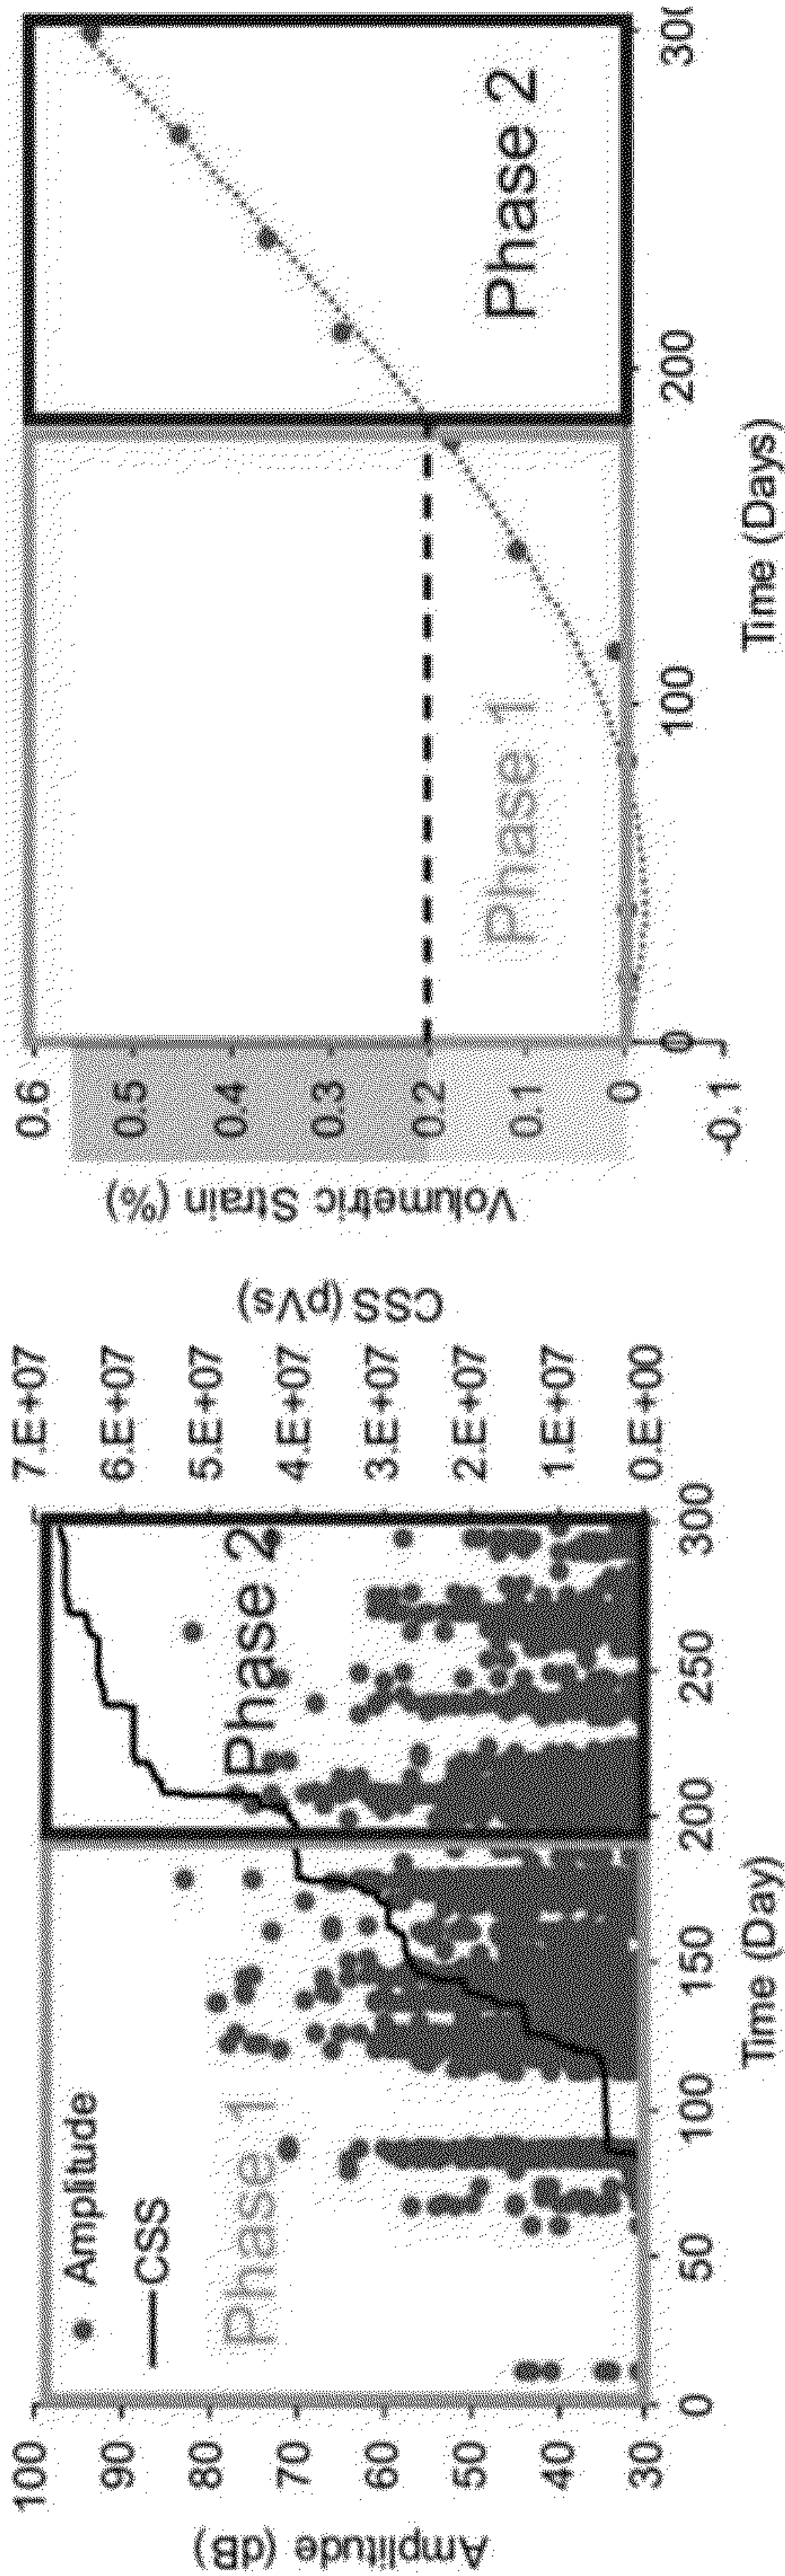 Amplitude (dB)
100
90
80
70
60
50
40
30
Amplitude
CSS
Phase 1
Phase 2
0
50
100
150
200
250
300
Time (Day)
7.E+07
6.E+07
5.E+07
4.E+07
3.E+07
2.E+07
1.E+07
0.E+00
CSS (pVs)
Volumetric Strain (%)
0.6
0.5
0.4
0.3
0.2
0.1
0
-0.1
Phase 1
Phase 2
0
100
200
Time (Days)